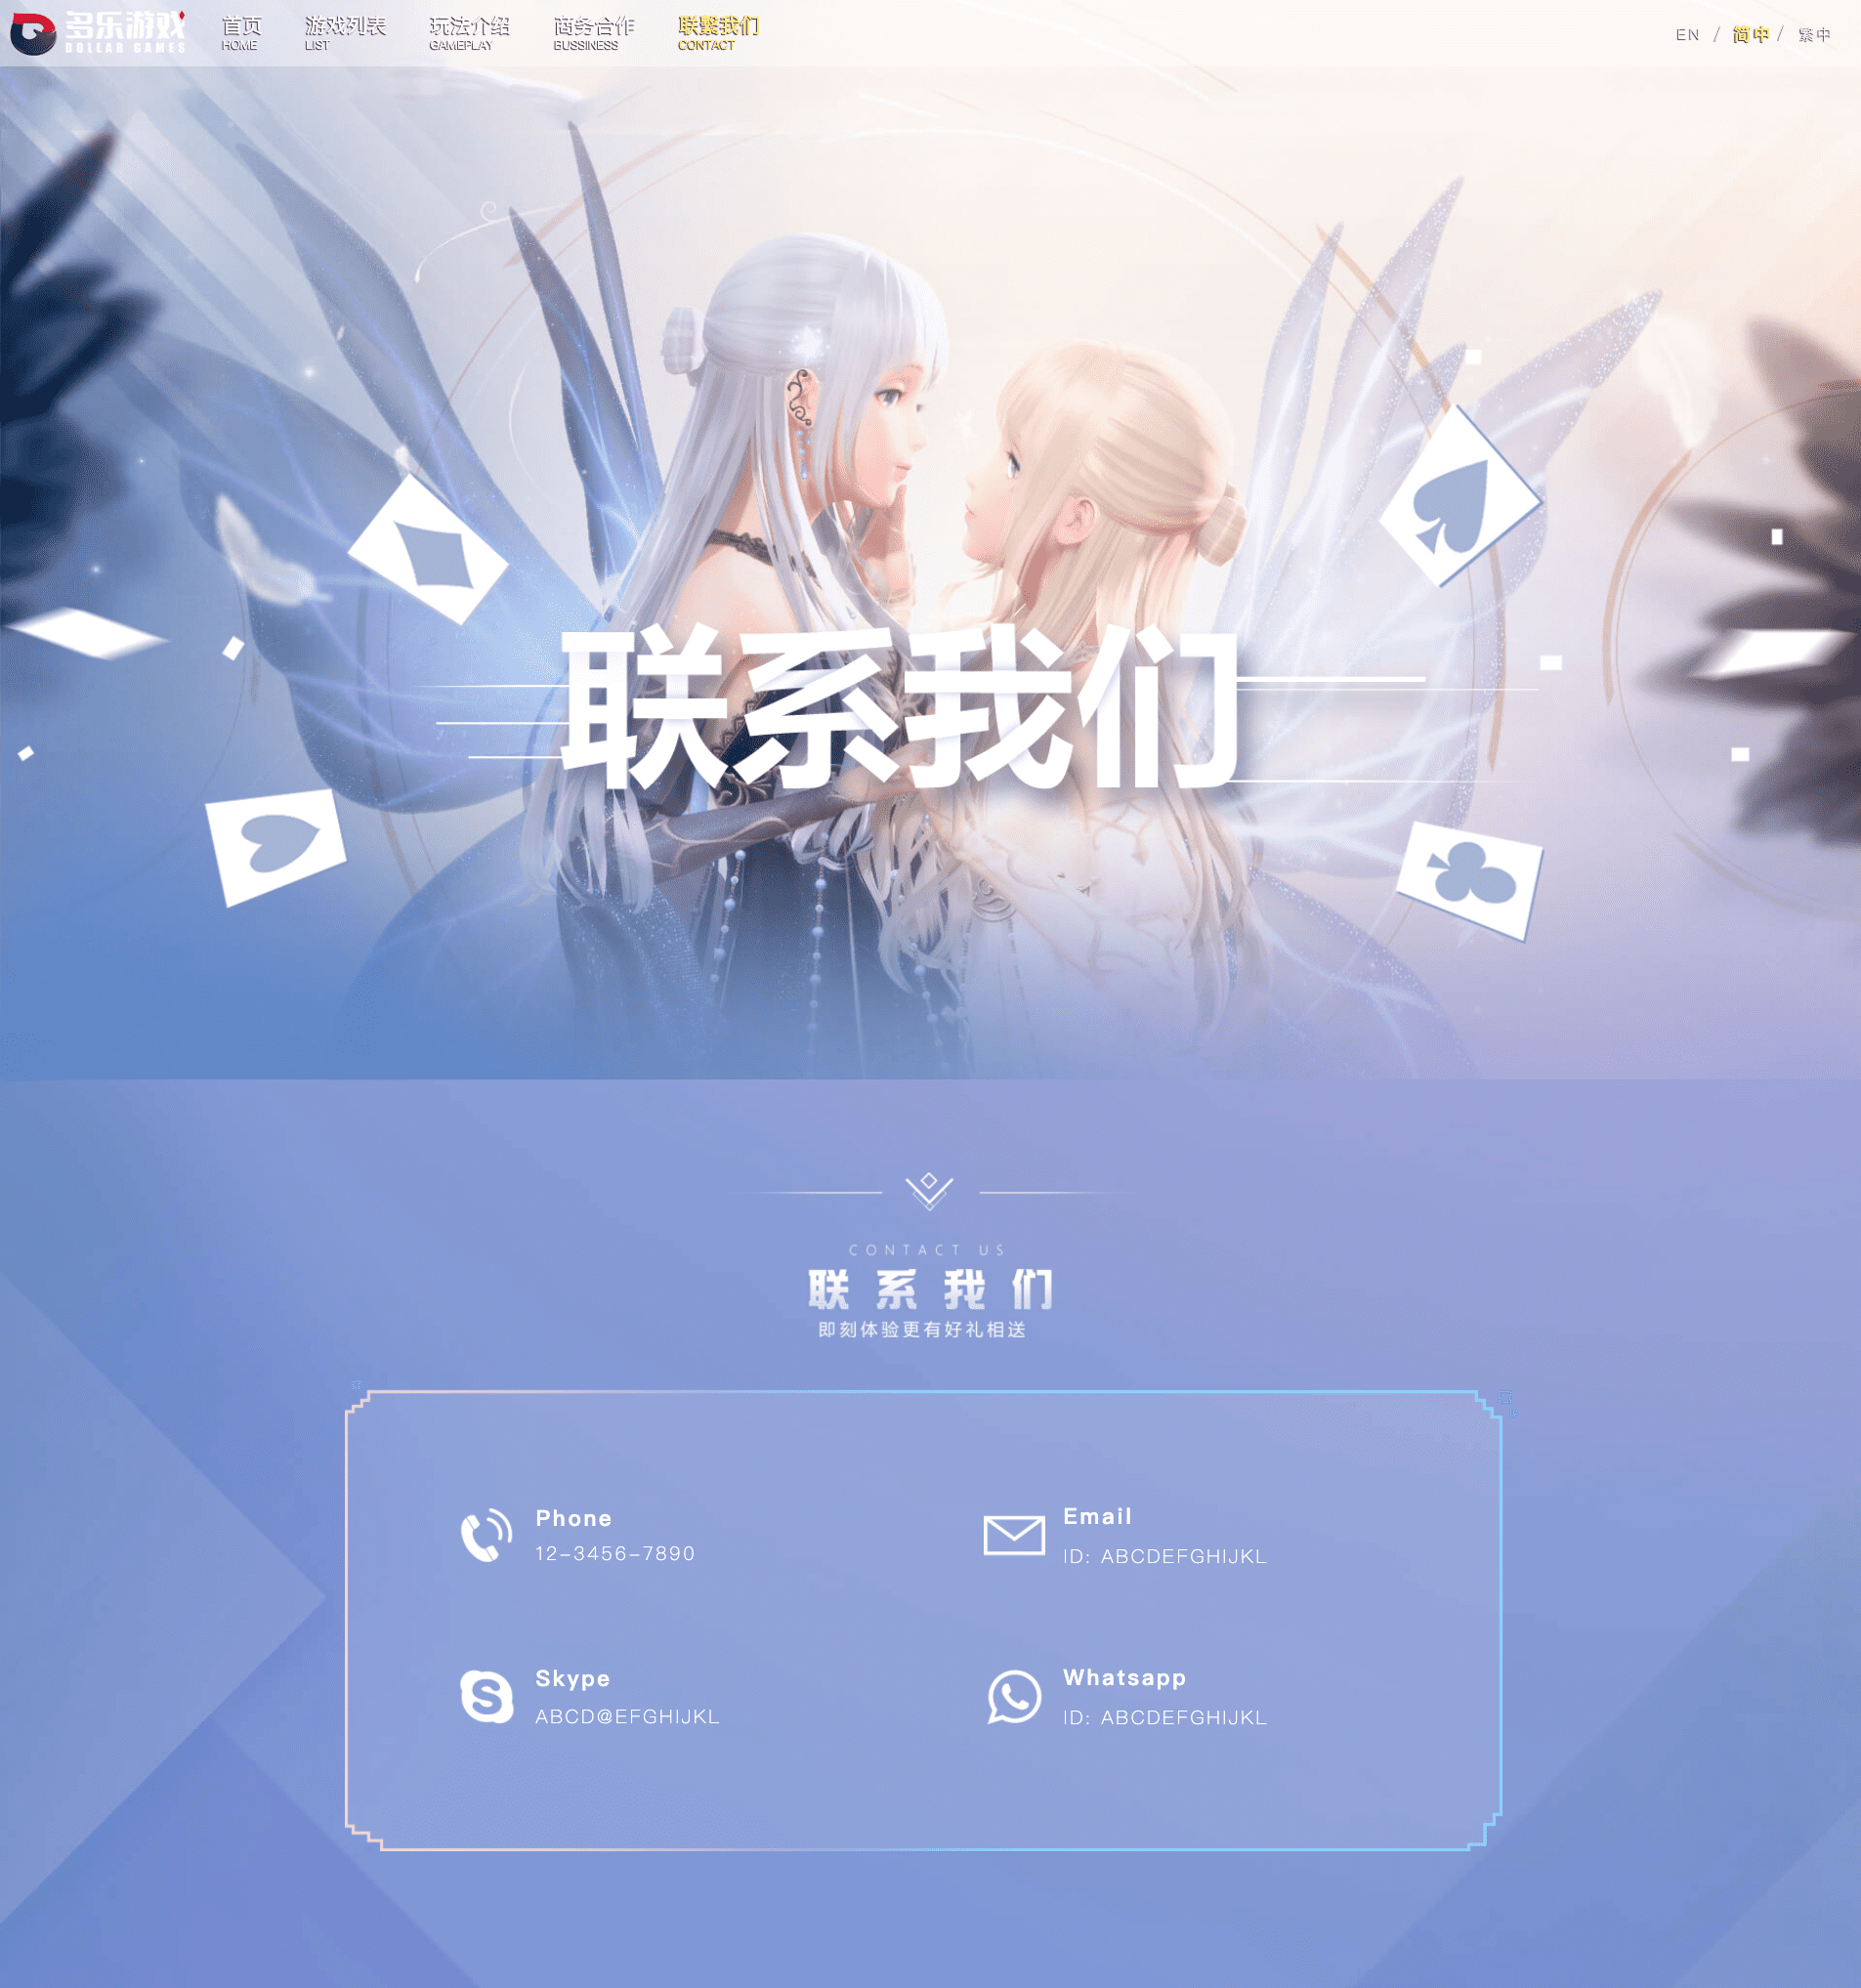 多乐游戏
DOLLAR GAMES
首页
HOME
游戏列表
LIST
玩法介绍
GAMEPLAY
商务合作
BUSSINESS
联繫我们
CONTACT
EN / 简中 / 繁中
联系我们
CONTACT US
联系我们
即刻体验更有好礼相送
Phone
12-3456-7890
Email
ID: ABCDEFGHIJKL
Skype
ABCD@EFGHIJKL
Whatsapp
ID: ABCDEFGHIJKL